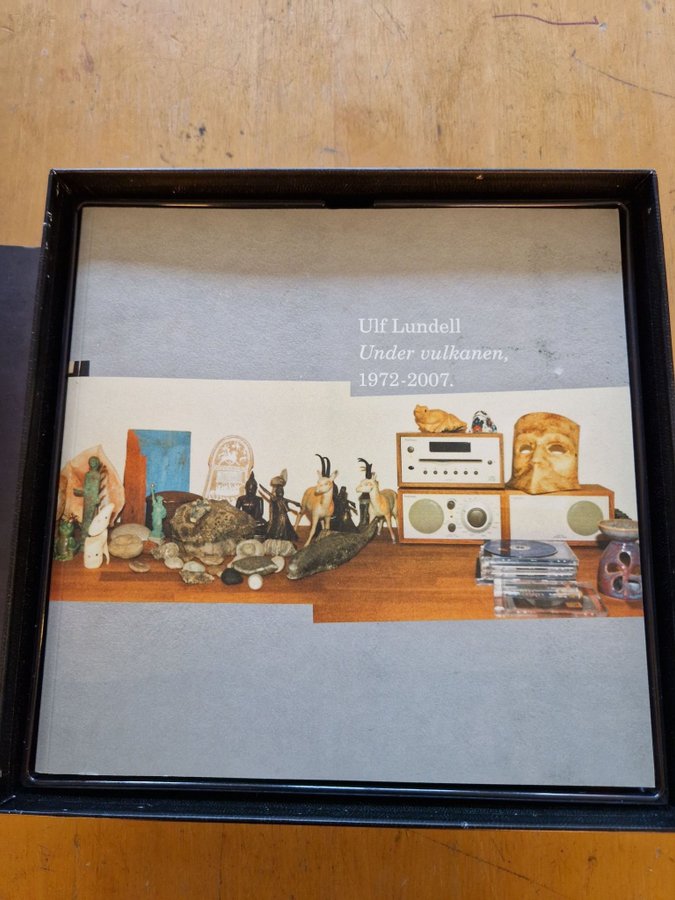 Ulf Lundell
Under vulkanen,
1972-2007.